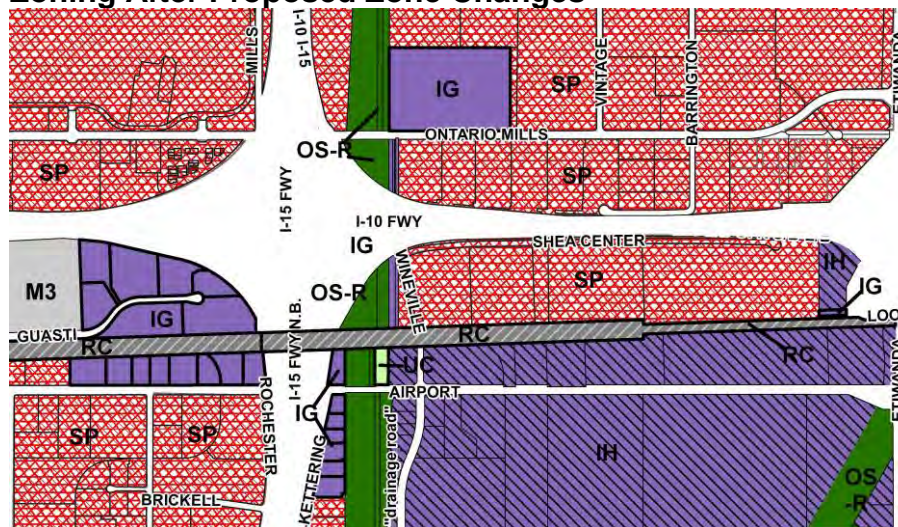 Zoning After Proposed Zone Changes
MILLS
I-10 I-15
IG
SP
VINTAGE
BARRINGTON
ETIWANDA
ONTARIO MILLS
OS-R
SP
SP
I-15 FWY
I-10 FWY
IG
WINEVILLE
SHEA CENTER
IH
SP
IG
M3
OS-R
IG
LOO
GUASTI
RC
RC
RC
I-15 FWY N.B.
UC
AIRPORT
ETIWANDA
ROCHESTER
IG
SP
SP
KETTERING
"drainage road"
IH
OS
-R
BRICKELL